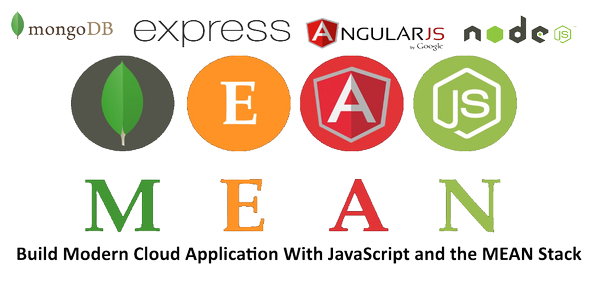 mongoDB express ANGULARJS node JS
by Google
E A JS
M E A N
Build Modern Cloud Application With JavaScript and the MEAN Stack